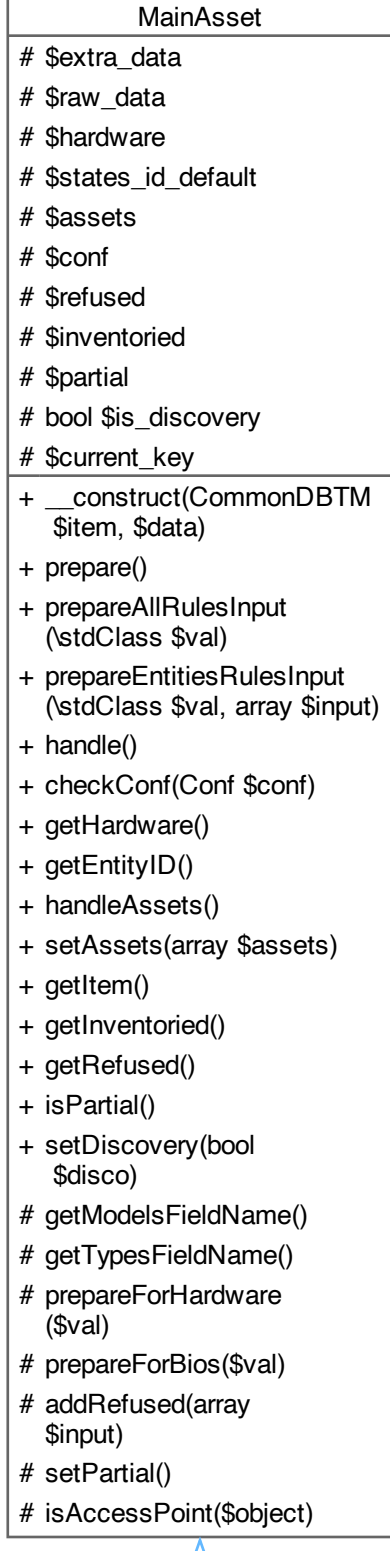 MainAsset
# $extra_data
# $raw_data
# $hardware
# $states_id_default
# $assets
# $conf
# $refused
# $inventoried
# $partial
# bool $is_discovery
# $current_key
+ __construct(CommonDBTM
$item, $data)
+ prepare()
+ prepareAllRulesInput
(\stdClass $val)
+ prepareEntitiesRulesInput
(\stdClass $val, array $input)
+ handle()
+ checkConf(Conf $conf)
+ getHardware()
+ getEntityID()
+ handleAssets()
+ setAssets(array $assets)
+ getItem()
+ getInventoried()
+ getRefused()
+ isPartial()
+ setDiscovery(bool
$disco)
# getModelsFieldName()
# getTypesFieldName()
# prepareForHardware
($val)
# prepareForBios($val)
# addRefused(array
$input)
# setPartial()
# isAccessPoint($object)